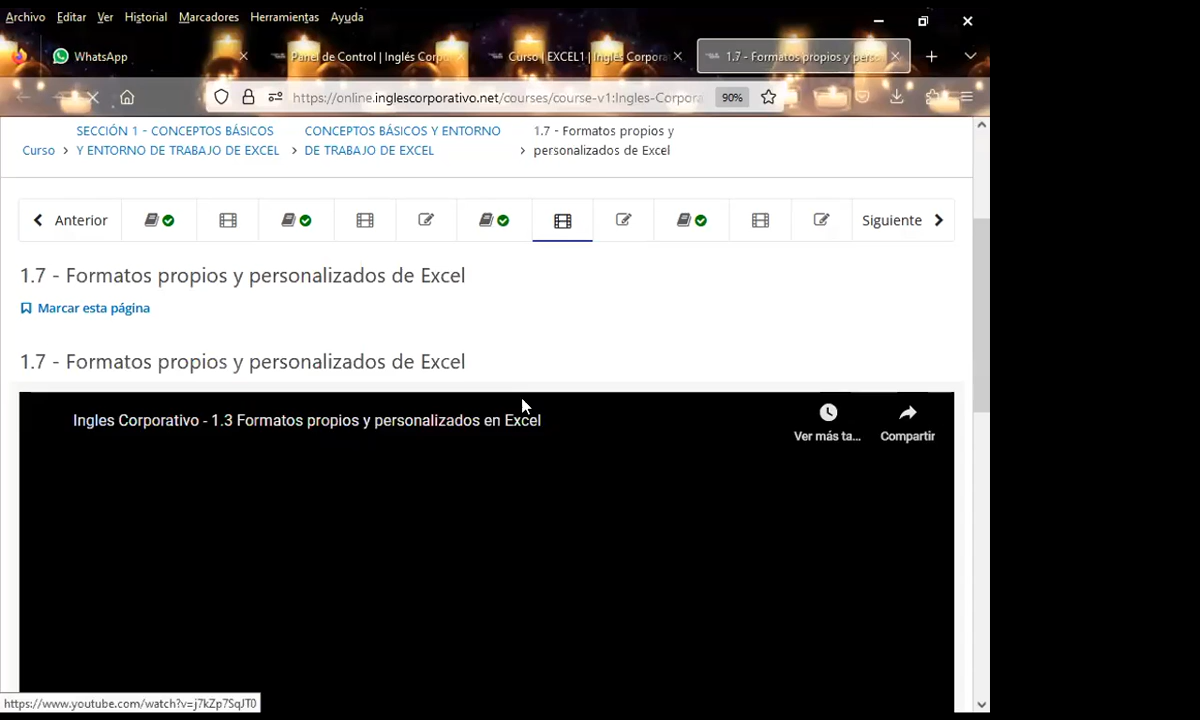 Archivo Editar Ver Historial Marcadores Herramientas Ayuda
WhatsApp
Panel de Control | Inglés Corpo
Curso | EXCEL1 | Inglés Corpora
1.7 - Formatos propios y perso
https://online.inglescorporativo.net/courses/course-v1:Ingles-Corpora
90%
Curso
SECCIÓN 1 - CONCEPTOS BÁSICOS
Y ENTORNO DE TRABAJO DE EXCEL
CONCEPTOS BÁSICOS Y ENTORNO
DE TRABAJO DE EXCEL
1.7 - Formatos propios y
personalizados de Excel
Anterior
Siguiente
1.7 - Formatos propios y personalizados de Excel
Marcar esta página
1.7 - Formatos propios y personalizados de Excel
Ingles Corporativo - 1.3 Formatos propios y personalizados en Excel
Ver más ta...
Compartir
https://www.youtube.com/watch?v=j7kZp7SqJT0